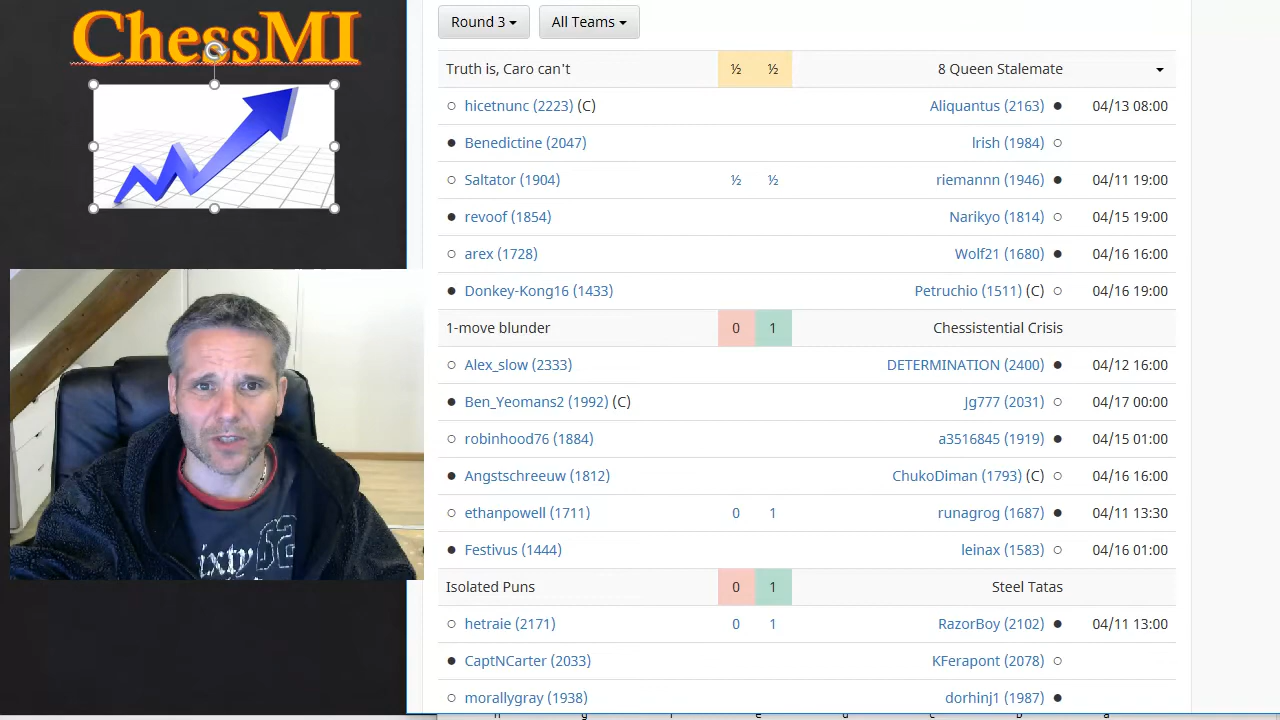 ChessMI
Round 3 All Teams
Truth is, Caro can't ½ ½ 8 Queen Stalemate
hicetnunc (2223) (C) Aliquantus (2163) 04/13 08:00
Benedictine (2047) lrish (1984)
Saltator (1904) ½ ½ riemannn (1946) 04/11 19:00
revoof (1854) Narikyo (1814) 04/15 19:00
arex (1728) Wolf21 (1680) 04/16 16:00
Donkey-Kong16 (1433) Petruchio (1511) (C) 04/16 19:00
1-move blunder 0 1 Chessistential Crisis
Alex_slow (2333) DETERMINATION (2400) 04/12 16:00
Ben_Yeomans2 (1992) (C) Jg777 (2031) 04/17 00:00
robinhood76 (1884) a3516845 (1919) 04/15 01:00
Angstschreeuw (1812) ChukoDiman (1793) (C) 04/16 16:00
ethanpowell (1711) 0 1 runagrog (1687) 04/11 13:30
Festivus (1444) leinax (1583) 04/16 01:00
Isolated Puns 0 1 Steel Tatas
hetraie (2171) 0 1 RazorBoy (2102) 04/11 13:00
CaptNCarter (2033) KFerapont (2078)
morallygray (1938) dorhinj1 (1987)